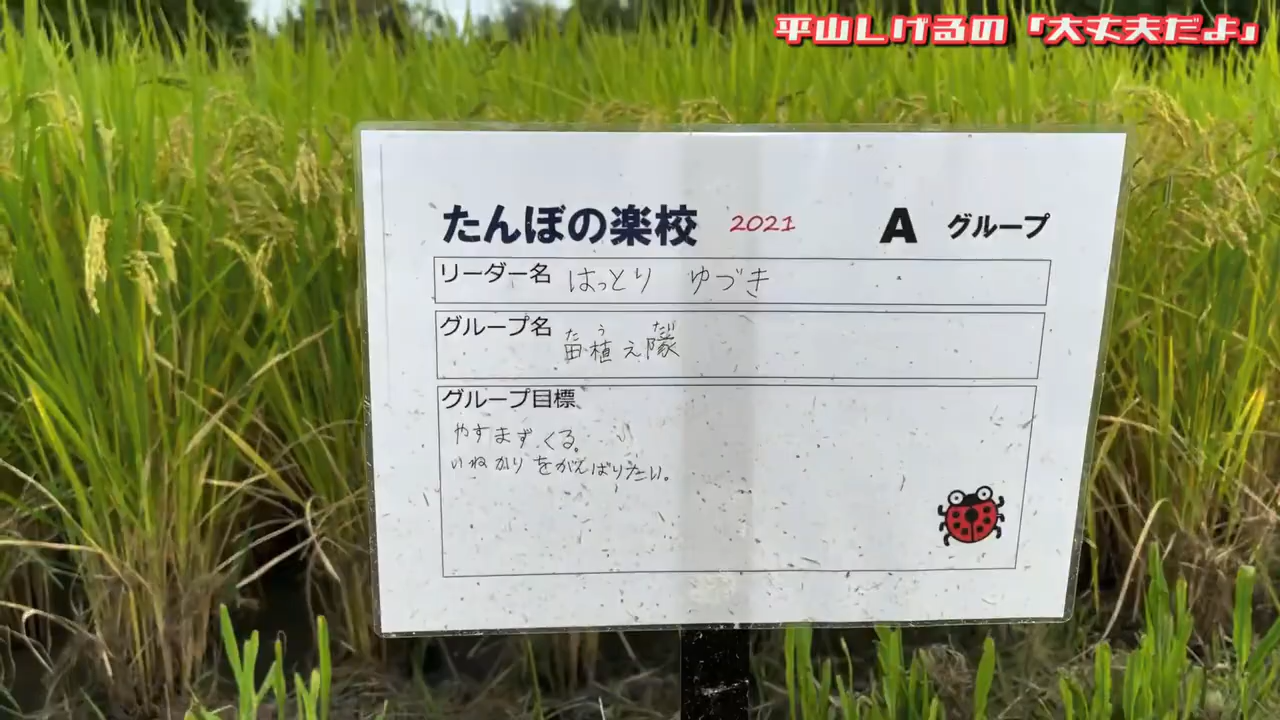 平山しげるの「大丈夫だよ」
たんぼの楽校 2021 A グループ
リーダー名 はっとり ゆづき
グループ名 田植え隊
たう たい
グループ目標
やすまずくる。
いねかりをがんばりたい。